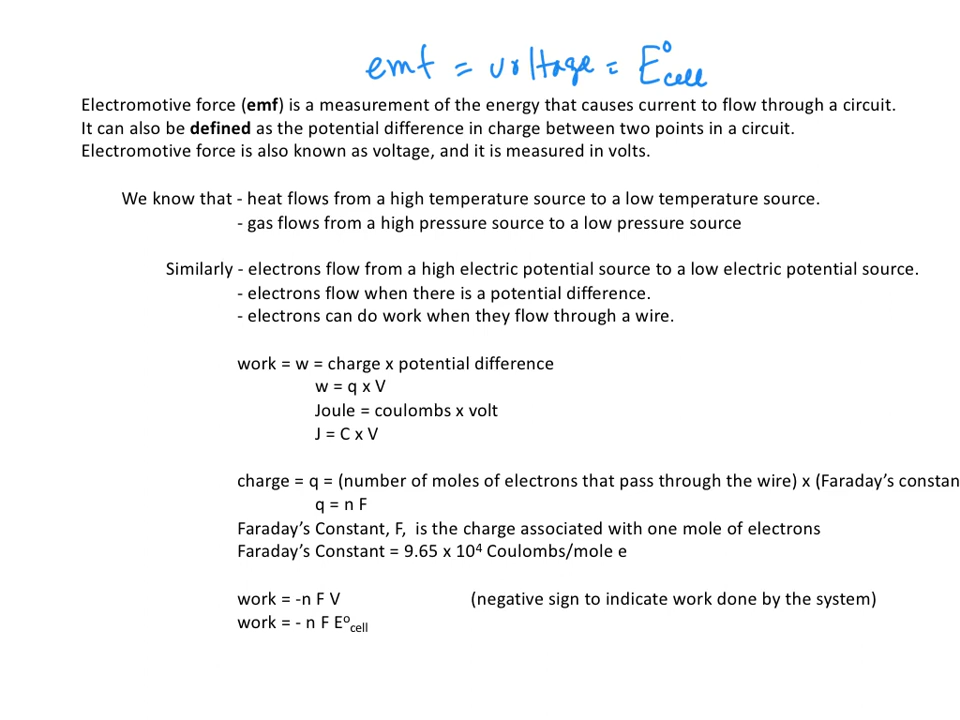 emf = voltage = E°cell
Electromotive force (emf) is a measurement of the energy that causes current to flow through a circuit.
It can also be defined as the potential difference in charge between two points in a circuit.
Electromotive force is also known as voltage, and it is measured in volts.
We know that - heat flows from a high temperature source to a low temperature source.
- gas flows from a high pressure source to a low pressure source
Similarly - electrons flow from a high electric potential source to a low electric potential source.
- electrons flow when there is a potential difference.
- electrons can do work when they flow through a wire.
work = w = charge x potential difference
w = q x V
Joule = coulombs x volt
J = C x V
charge = q = (number of moles of electrons that pass through the wire) x (Faraday’s constan
q = n F
Faraday’s Constant, F,  is the charge associated with one mole of electrons
Faraday’s Constant = 9.65 x 10⁴ Coulombs/mole e
work = -n F V (negative sign to indicate work done by the system)
work = - n F E°cell